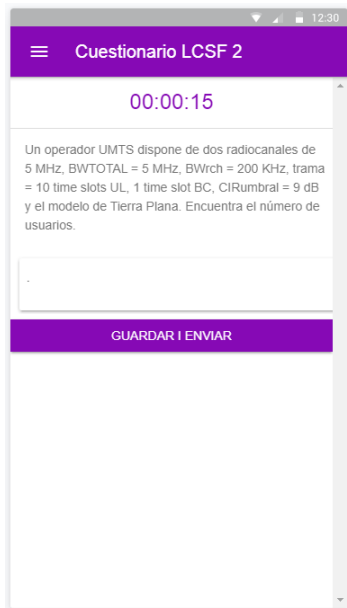 12:30
Cuestionario LCSF 2
00:00:15
Un operador UMTS dispone de dos radiocanales de
5 MHz, BWTOTAL = 5 MHz, BWrch = 200 KHz, trama
= 10 time slots UL, 1 time slot BC, CIRumbral = 9 dB
y el modelo de Tierra Plana. Encuentra el número de
usuarios.
.
GUARDAR I ENVIAR